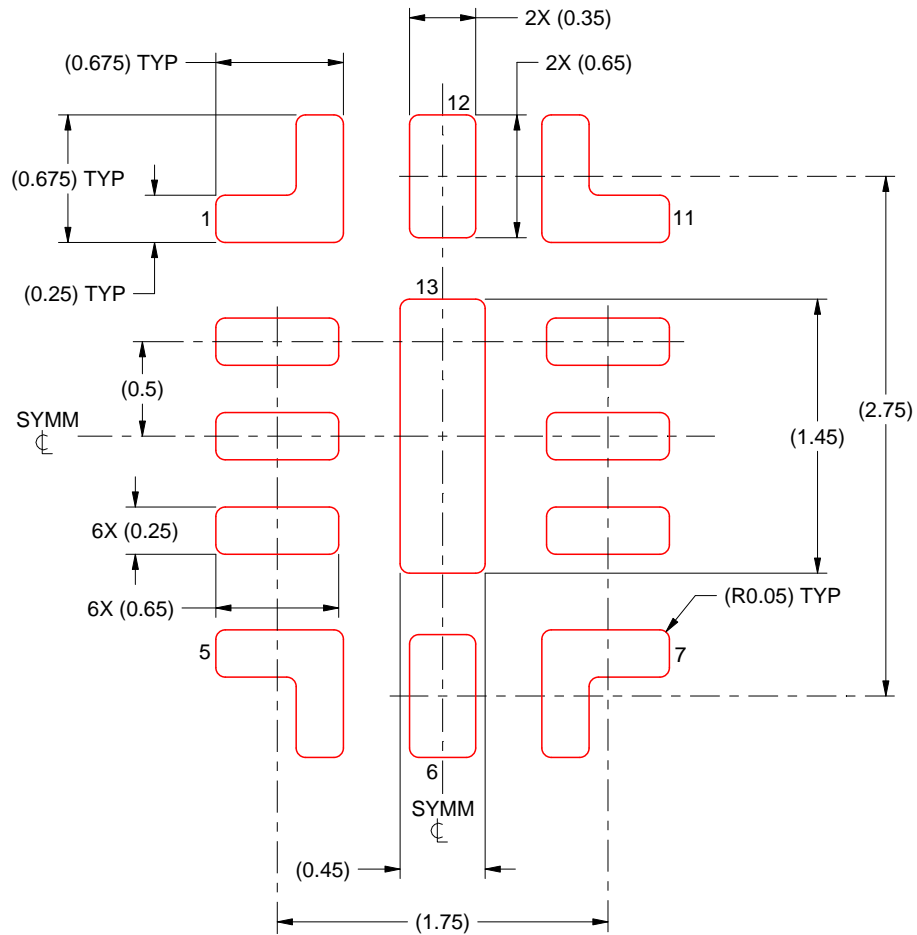 2X (0.35)
(0.675) TYP
2X (0.65)
12
(0.675) TYP
1
11
(0.25) TYP
13
(0.5)
(2.75)
SYMM
℄
(1.45)
6X (0.25)
6X (0.65)
(R0.05) TYP
5
7
6
SYMM
℄
(0.45)
(1.75)